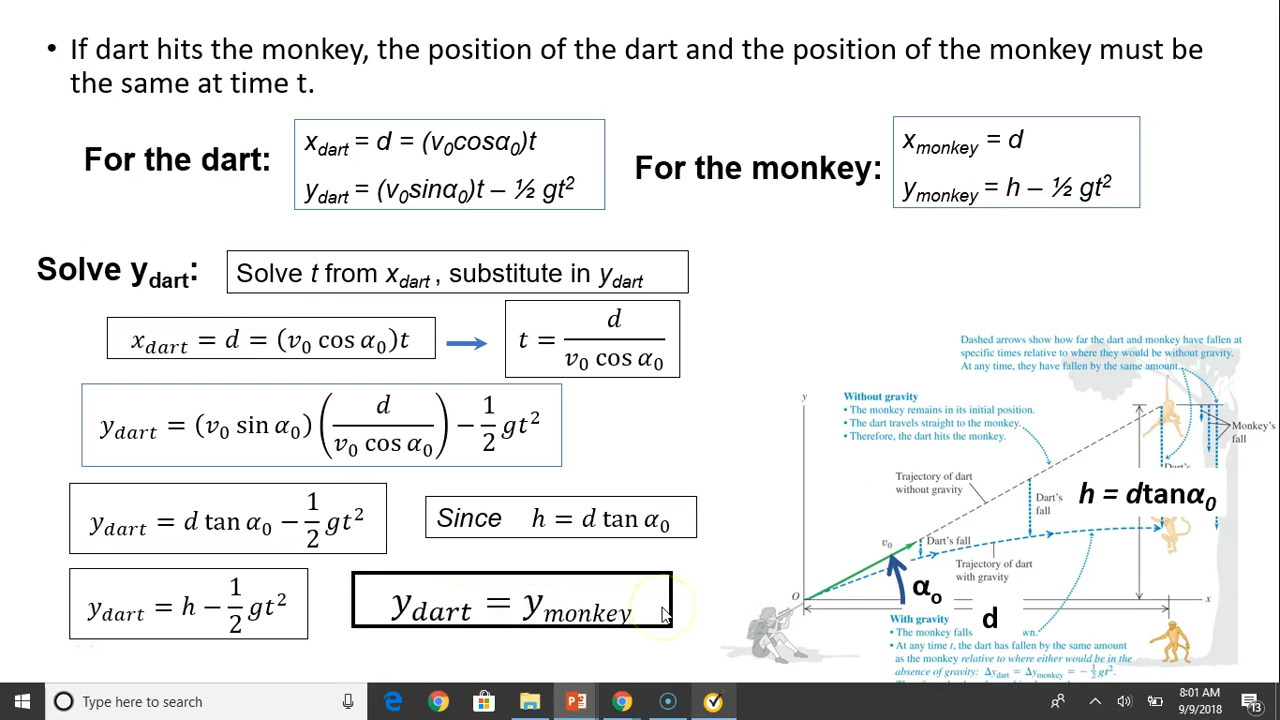 • If dart hits the monkey, the position of the dart and the position of the monkey must be
the same at time t.
For the dart:
x_dart = d = (v₀cosα₀)t
y_dart = (v₀sinα₀)t – ½ gt²
For the monkey:
x_monkey = d
y_monkey = h – ½ gt²
Solve y_dart:
Solve t from x_dart , substitute in y_dart
x_dart = d = (v₀ cos α₀)t
t = d / (v₀ cos α₀)
y_dart = (v₀ sin α₀) (d / (v₀ cos α₀)) − 1/2 gt²
y_dart = d tan α₀ − 1/2 gt²
Since h = d tan α₀
y_dart = h − 1/2 gt²
y_dart = y_monkey
Dashed arrows show how far the dart and monkey have fallen at
specific times relative to where they would be without gravity.
At any time, they have fallen by the same amount.
y
Without gravity
• The monkey remains in its initial position.
• The dart travels straight to the monkey.
• Therefore, the dart hits the monkey.
Monkey's
fall
Trajectory of dart
without gravity
Dart's
fall
Dart's
h = dtanα₀
v₀
Dart's fall
Trajectory of dart
with gravity
α₀
O
x
d
With gravity
• The monkey falls wn.
• At any time t, the dart has fallen by the same amount
as the monkey relative to where either would be in the
absence of gravity: Δy_dart = Δy_monkey = − ½gt².
Type here to search
8:01 AM
9/9/2018
13